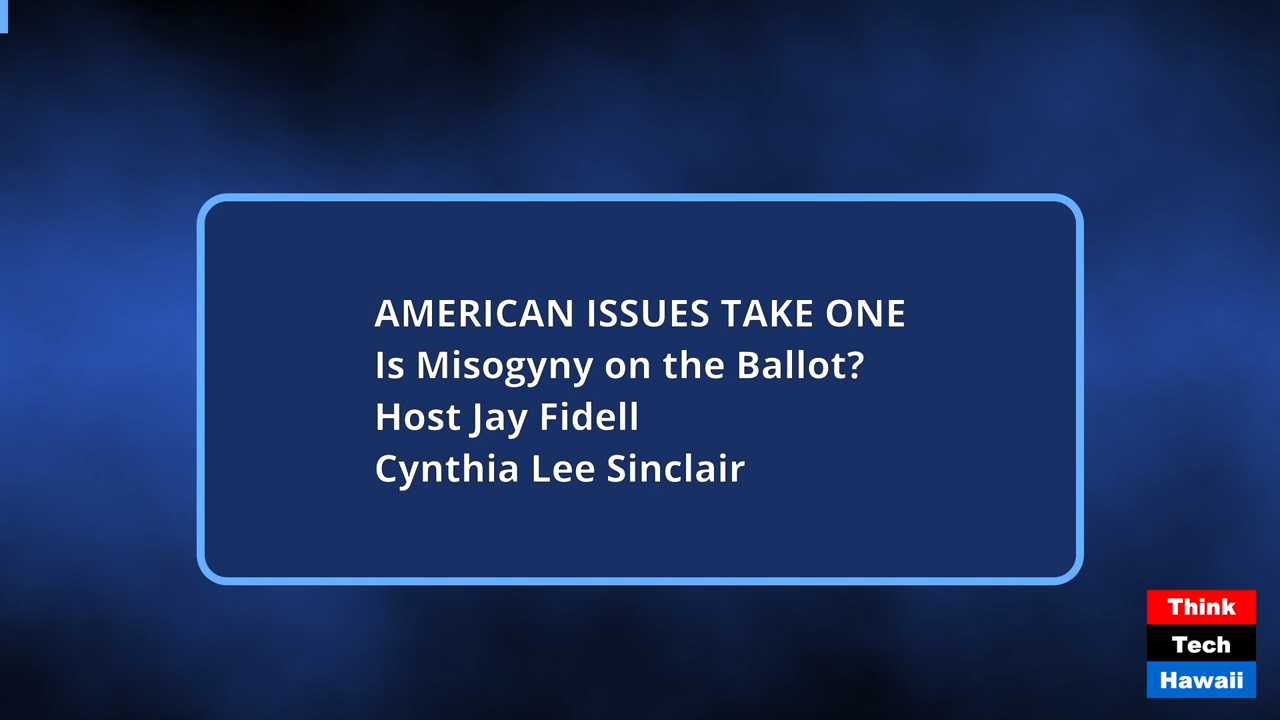 AMERICAN ISSUES TAKE ONE
Is Misogyny on the Ballot?
Host Jay Fidell
Cynthia Lee Sinclair
Think
Tech
Hawaii